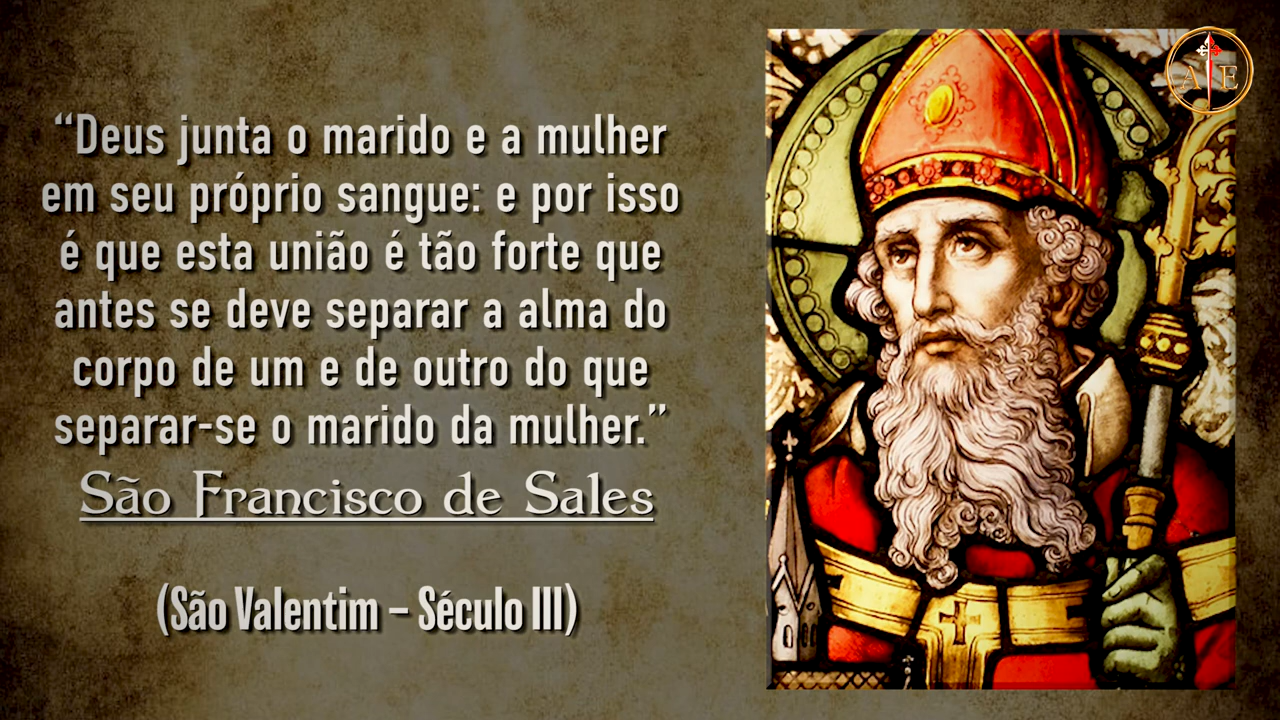 “Deus junta o marido e a mulher
em seu próprio sangue: e por isso
é que esta união é tão forte que
antes se deve separar a alma do
corpo de um e de outro do que
separar-se o marido da mulher.”
São Francisco de Sales
(São Valentim – Século III)
A E